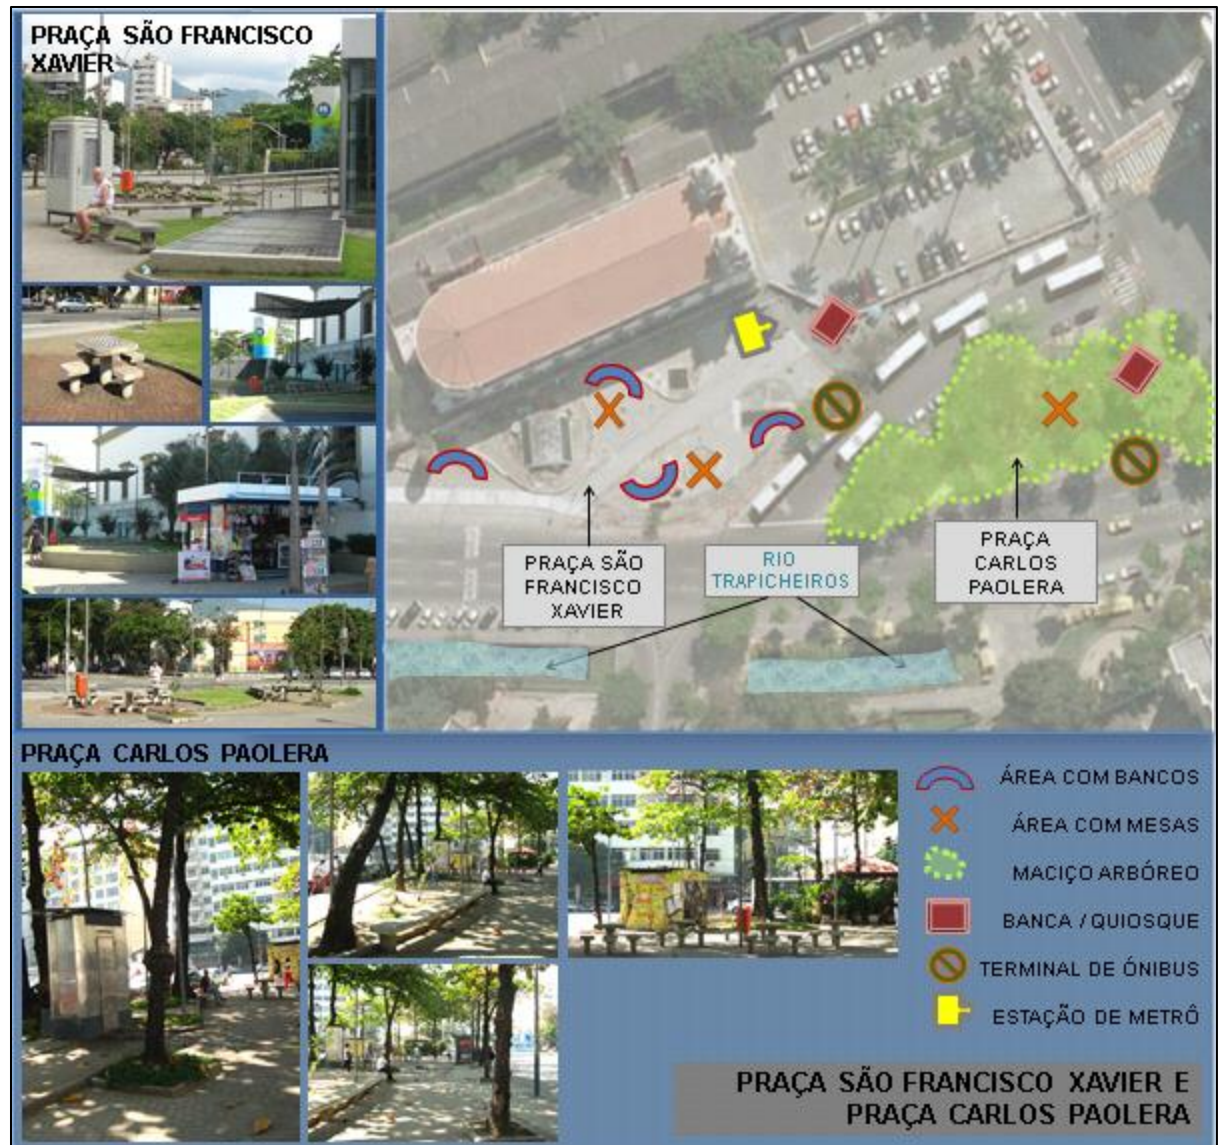 PRAÇA SÃO FRANCISCO
XAVIER
PRAÇA SÃO
FRANCISCO
XAVIER
RIO
TRAPICHEIROS
PRAÇA
CARLOS
PAOLERA
PRAÇA CARLOS PAOLERA
ÁREA COM BANCOS
ÁREA COM MESAS
MACIÇO ARBÓREO
BANCA / QUIOSQUE
TERMINAL DE ÔNIBUS
ESTAÇÃO DE METRÔ
PRAÇA SÃO FRANCISCO XAVIER E
PRAÇA CARLOS PAOLERA